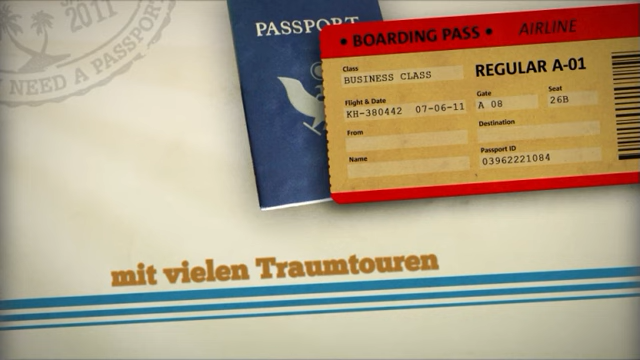 2011
NEED A PASSPORT
PASSPORT
• BOARDING PASS • AIRLINE
Class
BUSINESS CLASS
REGULAR A-01
Flight & Date
KH-380442 07-06-11
Gate
A 08
Seat
26B
From
Destination
Name
Passport ID
03962221084
mit vielen Traumtouren